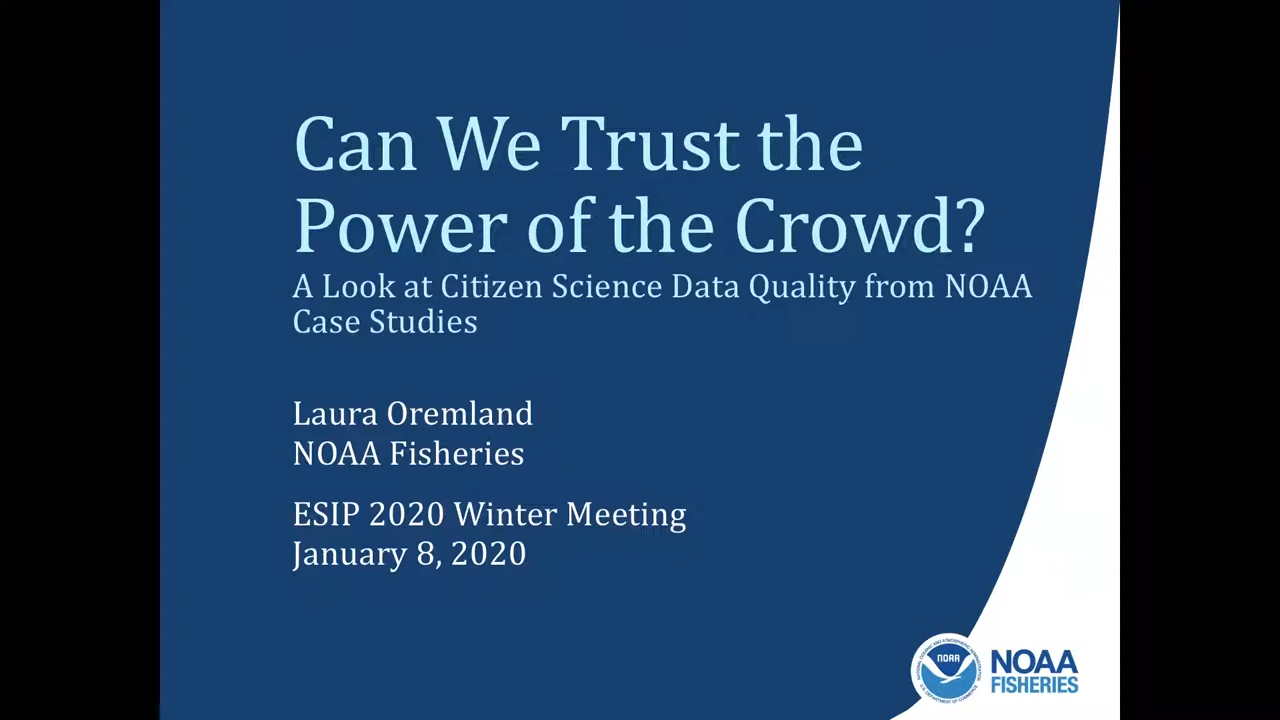 Can We Trust the
Power of the Crowd?
A Look at Citizen Science Data Quality from NOAA
Case Studies
Laura Oremland
NOAA Fisheries
ESIP 2020 Winter Meeting
January 8, 2020
NOAA
NOAA
FISHERIES